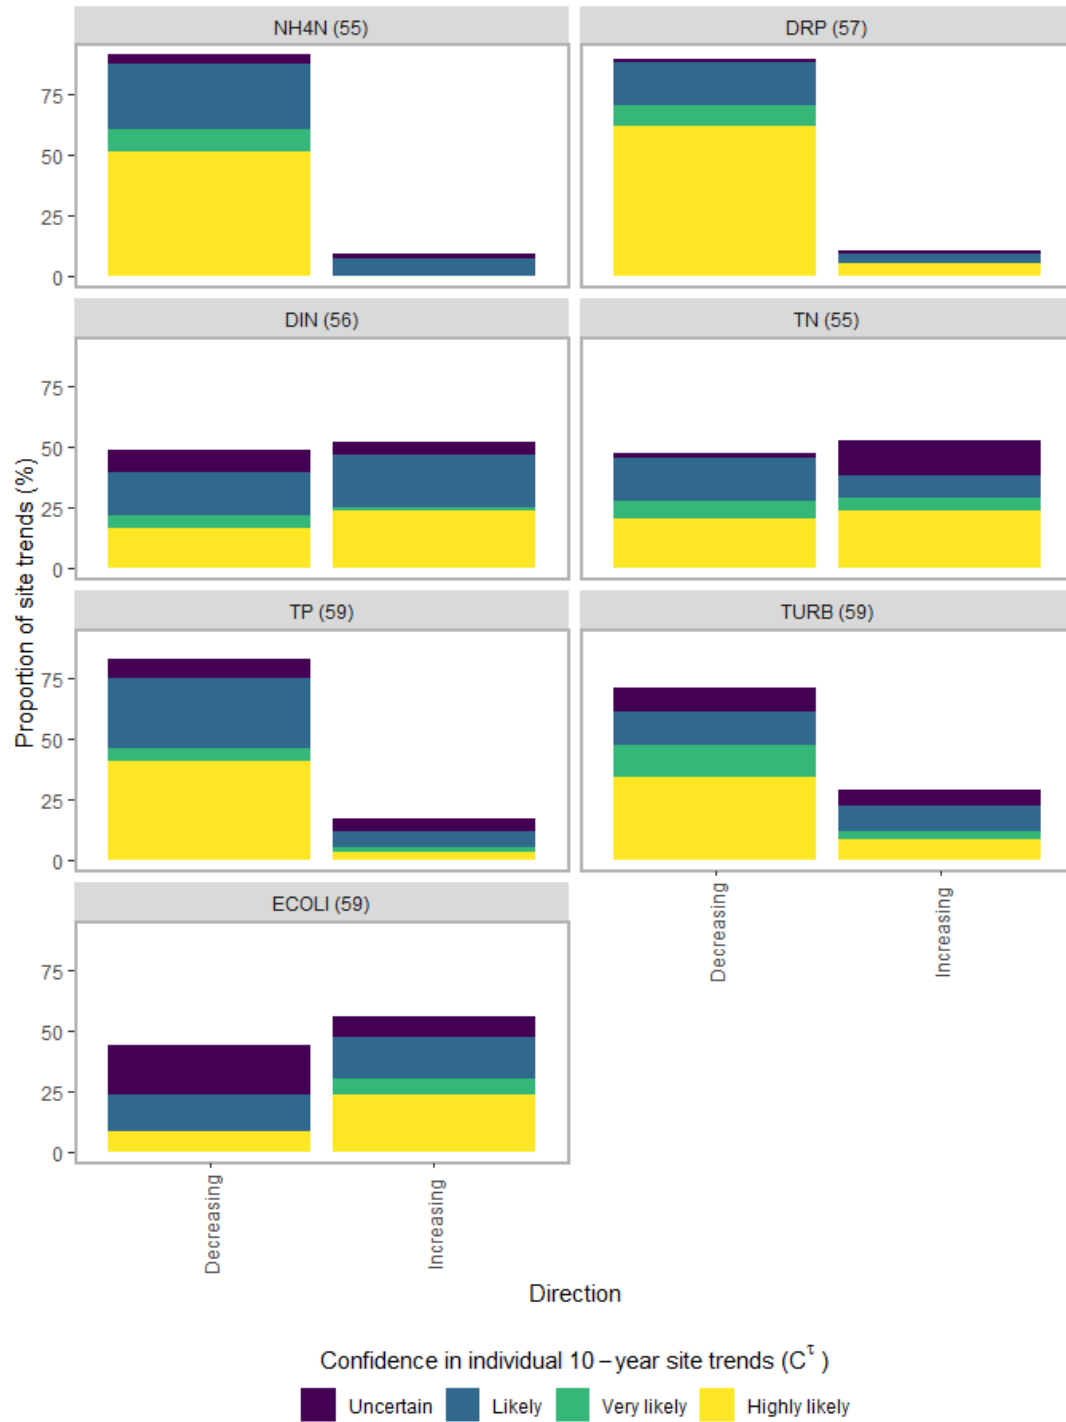 NH4N (55)
DRP (57)
75
50
25
0
DIN (56)
TN (55)
75
50
25
0
Proportion of site trends (%)
TP (59)
TURB (59)
75
50
25
0
Decreasing
Increasing
ECOLI (59)
75
50
25
0
Decreasing
Increasing
Direction
Confidence in individual 10−year site trends (C^τ)
Uncertain Likely Very likely Highly likely